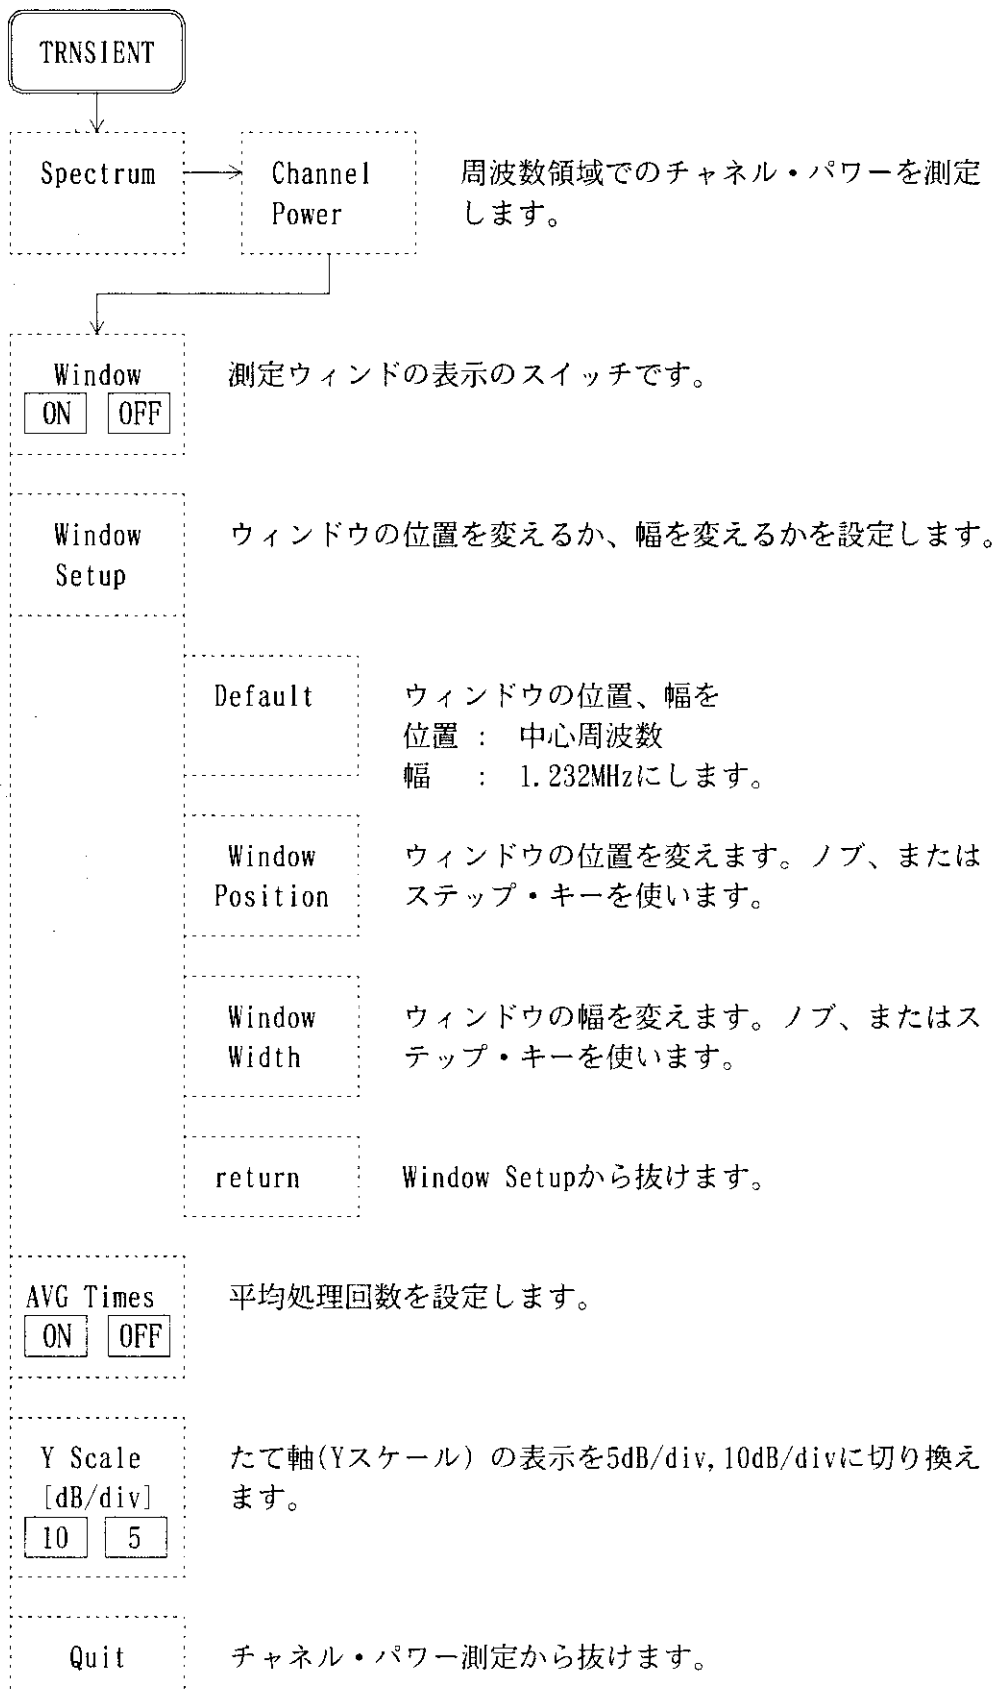 TRNSIENT
Spectrum
Channel
Power
周波数領域でのチャネル・パワーを測定
します。
Window
ON OFF
測定ウィンドの表示のスイッチです。
Window
Setup
ウィンドウの位置を変えるか、幅を変えるかを設定します。
Default
ウィンドウの位置、幅を
位置 : 中心周波数
幅 : 1.232MHzにします。
Window
Position
ウィンドウの位置を変えます。ノブ、または
ステップ・キーを使います。
Window
Width
ウィンドウの幅を変えます。ノブ、またはス
テップ・キーを使います。
return
Window Setupから抜けます。
AVG Times
ON OFF
平均処理回数を設定します。
Y Scale
[dB/div]
10 5
たて軸(Yスケール) の表示を5dB/div,10dB/divに切り換え
ます。
Quit
チャネル・パワー測定から抜けます。